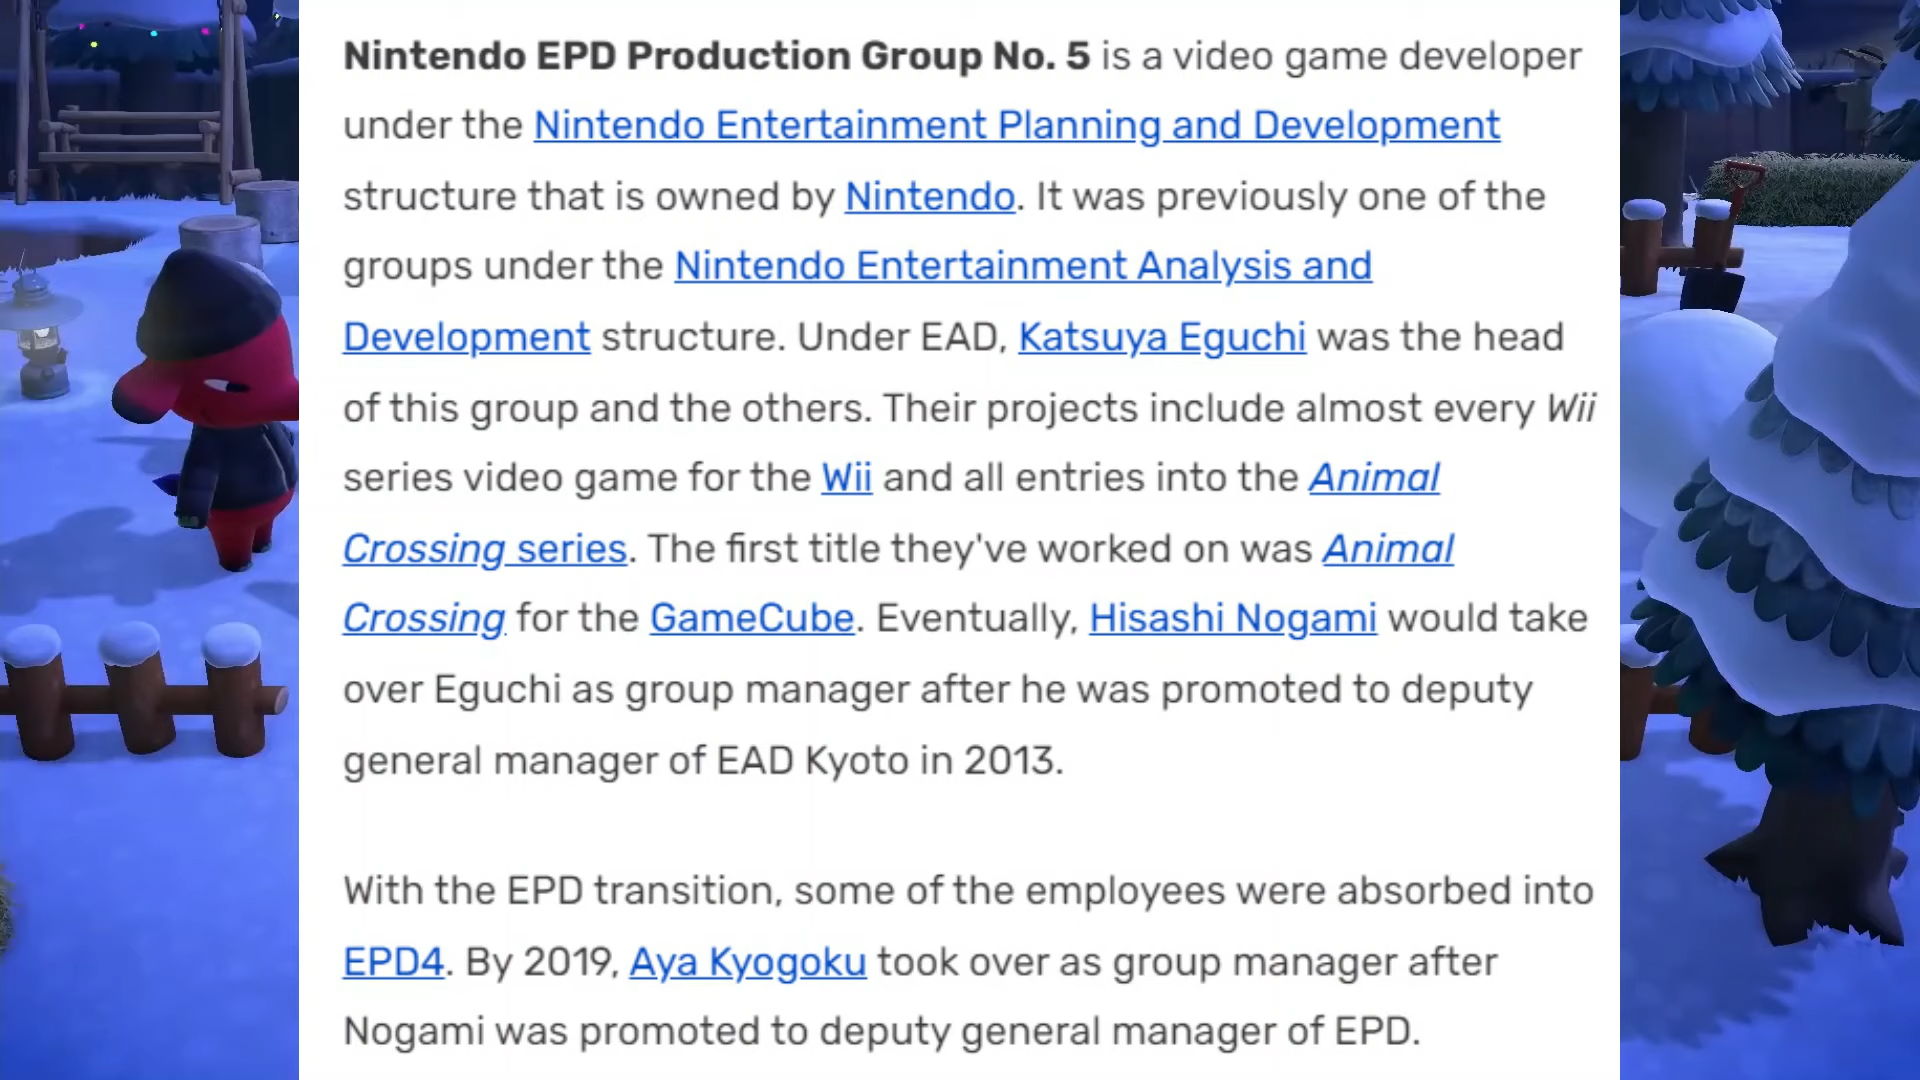 Nintendo EPD Production Group No. 5 is a video game developer
under the Nintendo Entertainment Planning and Development
structure that is owned by Nintendo. It was previously one of the
groups under the Nintendo Entertainment Analysis and
Development structure. Under EAD, Katsuya Eguchi was the head
of this group and the others. Their projects include almost every Wii
series video game for the Wii and all entries into the Animal
Crossing series. The first title they've worked on was Animal
Crossing for the GameCube. Eventually, Hisashi Nogami would take
over Eguchi as group manager after he was promoted to deputy
general manager of EAD Kyoto in 2013.
With the EPD transition, some of the employees were absorbed into
EPD4. By 2019, Aya Kyogoku took over as group manager after
Nogami was promoted to deputy general manager of EPD.